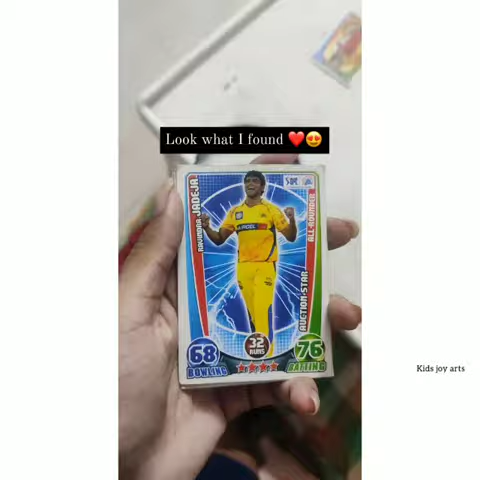 Look what I found ❤️😍
RAVINDRA JADEJA
ALL-ROUNDER
AUCTION-STAR
32
RUNS
68
BOWLING
76
BATTING
Kids joy arts